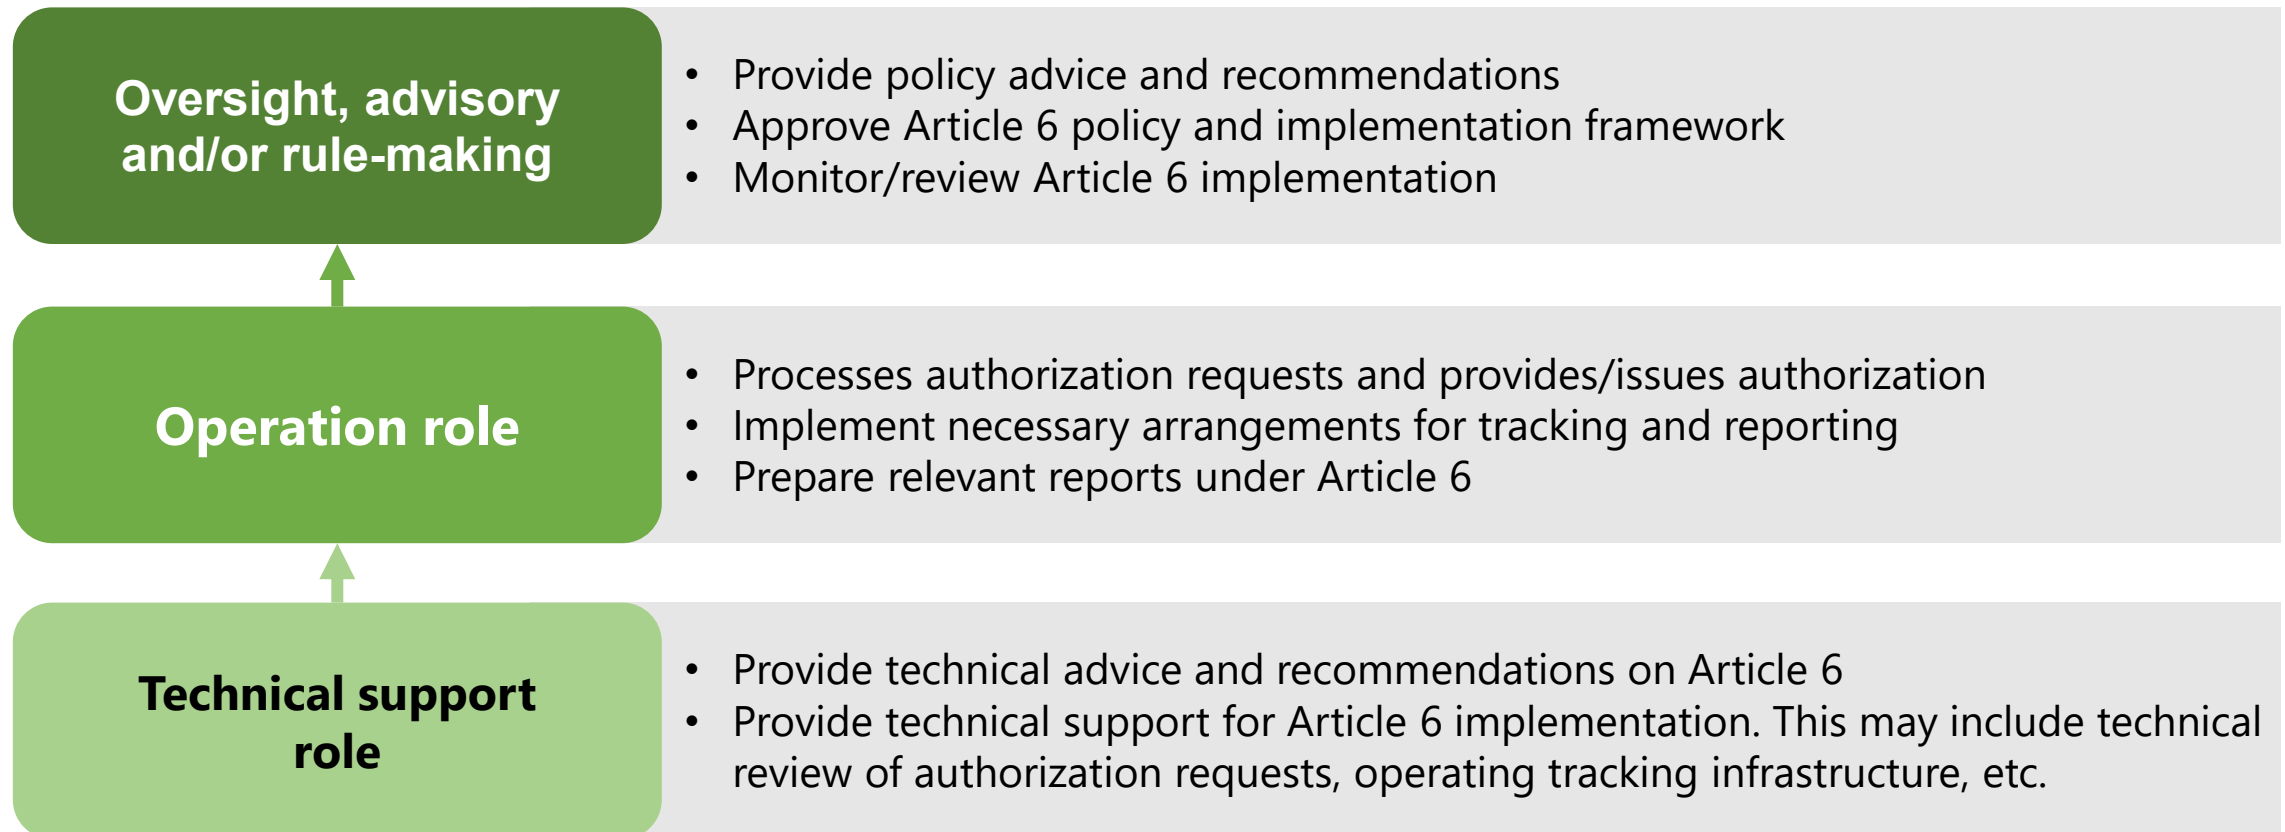 Oversight, advisory
and/or rule-making
• Provide policy advice and recommendations
• Approve Article 6 policy and implementation framework
• Monitor/review Article 6 implementation
Operation role
• Processes authorization requests and provides/issues authorization
• Implement necessary arrangements for tracking and reporting
• Prepare relevant reports under Article 6
Technical support
role
• Provide technical advice and recommendations on Article 6
• Provide technical support for Article 6 implementation. This may include technical
review of authorization requests, operating tracking infrastructure, etc.